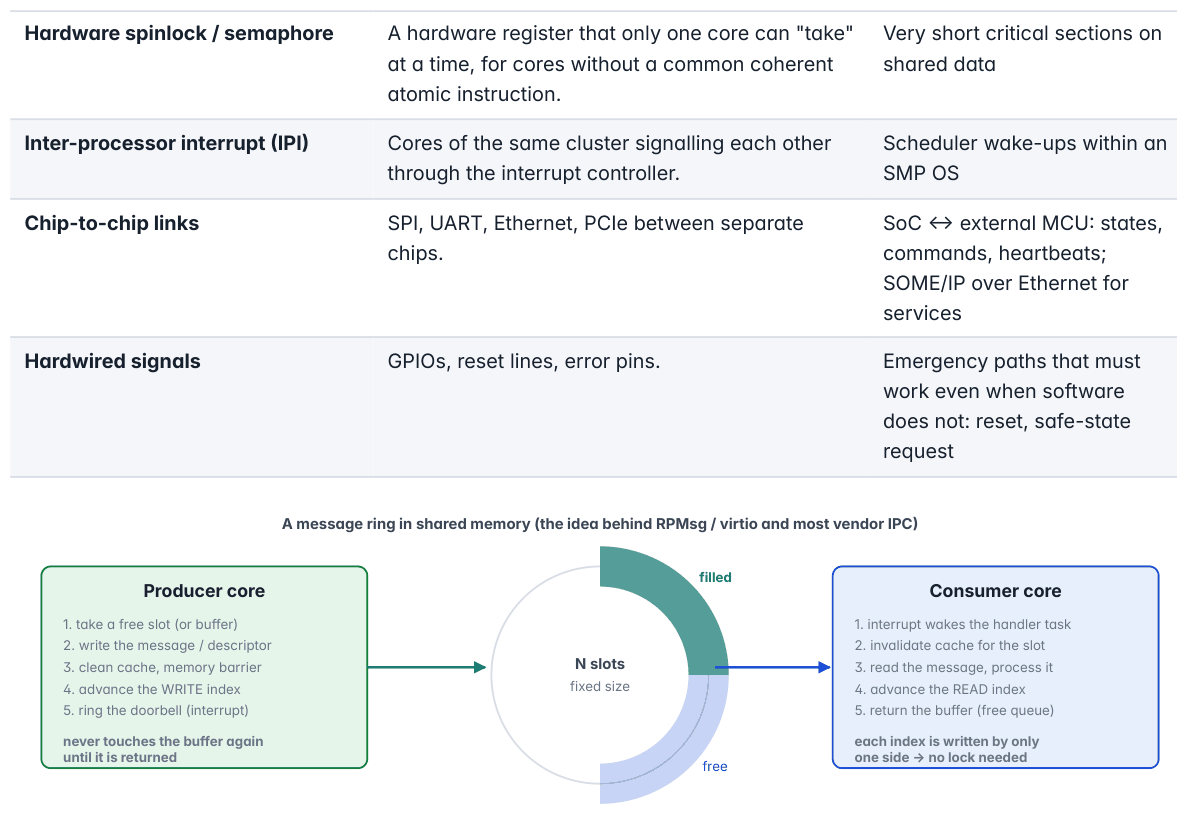 Hardware spinlock / semaphore
A hardware register that only one core can "take"
at a time, for cores without a common coherent
atomic instruction.
Very short critical sections on
shared data
Inter-processor interrupt (IPI)
Cores of the same cluster signalling each other
through the interrupt controller.
Scheduler wake-ups within an
SMP OS
Chip-to-chip links
SPI, UART, Ethernet, PCIe between separate
chips.
SoC ↔ external MCU: states,
commands, heartbeats;
SOME/IP over Ethernet for
services
Hardwired signals
GPIOs, reset lines, error pins.
Emergency paths that must
work even when software
does not: reset, safe-state
request
A message ring in shared memory (the idea behind RPMsg / virtio and most vendor IPC)
Producer core
1. take a free slot (or buffer)
2. write the message / descriptor
3. clean cache, memory barrier
4. advance the WRITE index
5. ring the doorbell (interrupt)
never touches the buffer again
until it is returned
filled
N slots
fixed size
free
Consumer core
1. interrupt wakes the handler task
2. invalidate cache for the slot
3. read the message, process it
4. advance the READ index
5. return the buffer (free queue)
each index is written by only
one side → no lock needed